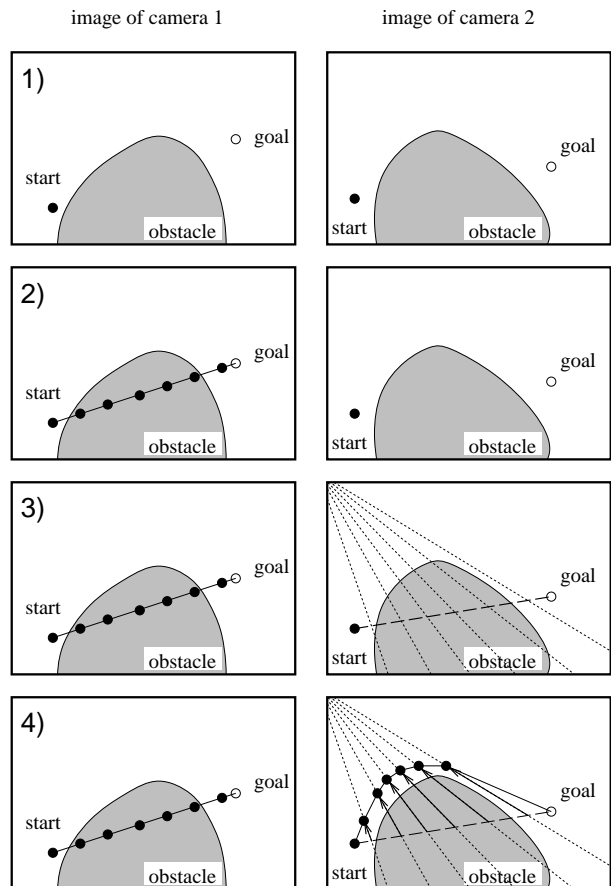 image of camera 1
image of camera 2
1)
goal
start
obstacle
goal
start
obstacle
2)
goal
start
obstacle
goal
start
obstacle
3)
goal
start
obstacle
goal
start
obstacle
4)
goal
start
obstacle
goal
start
obstacle